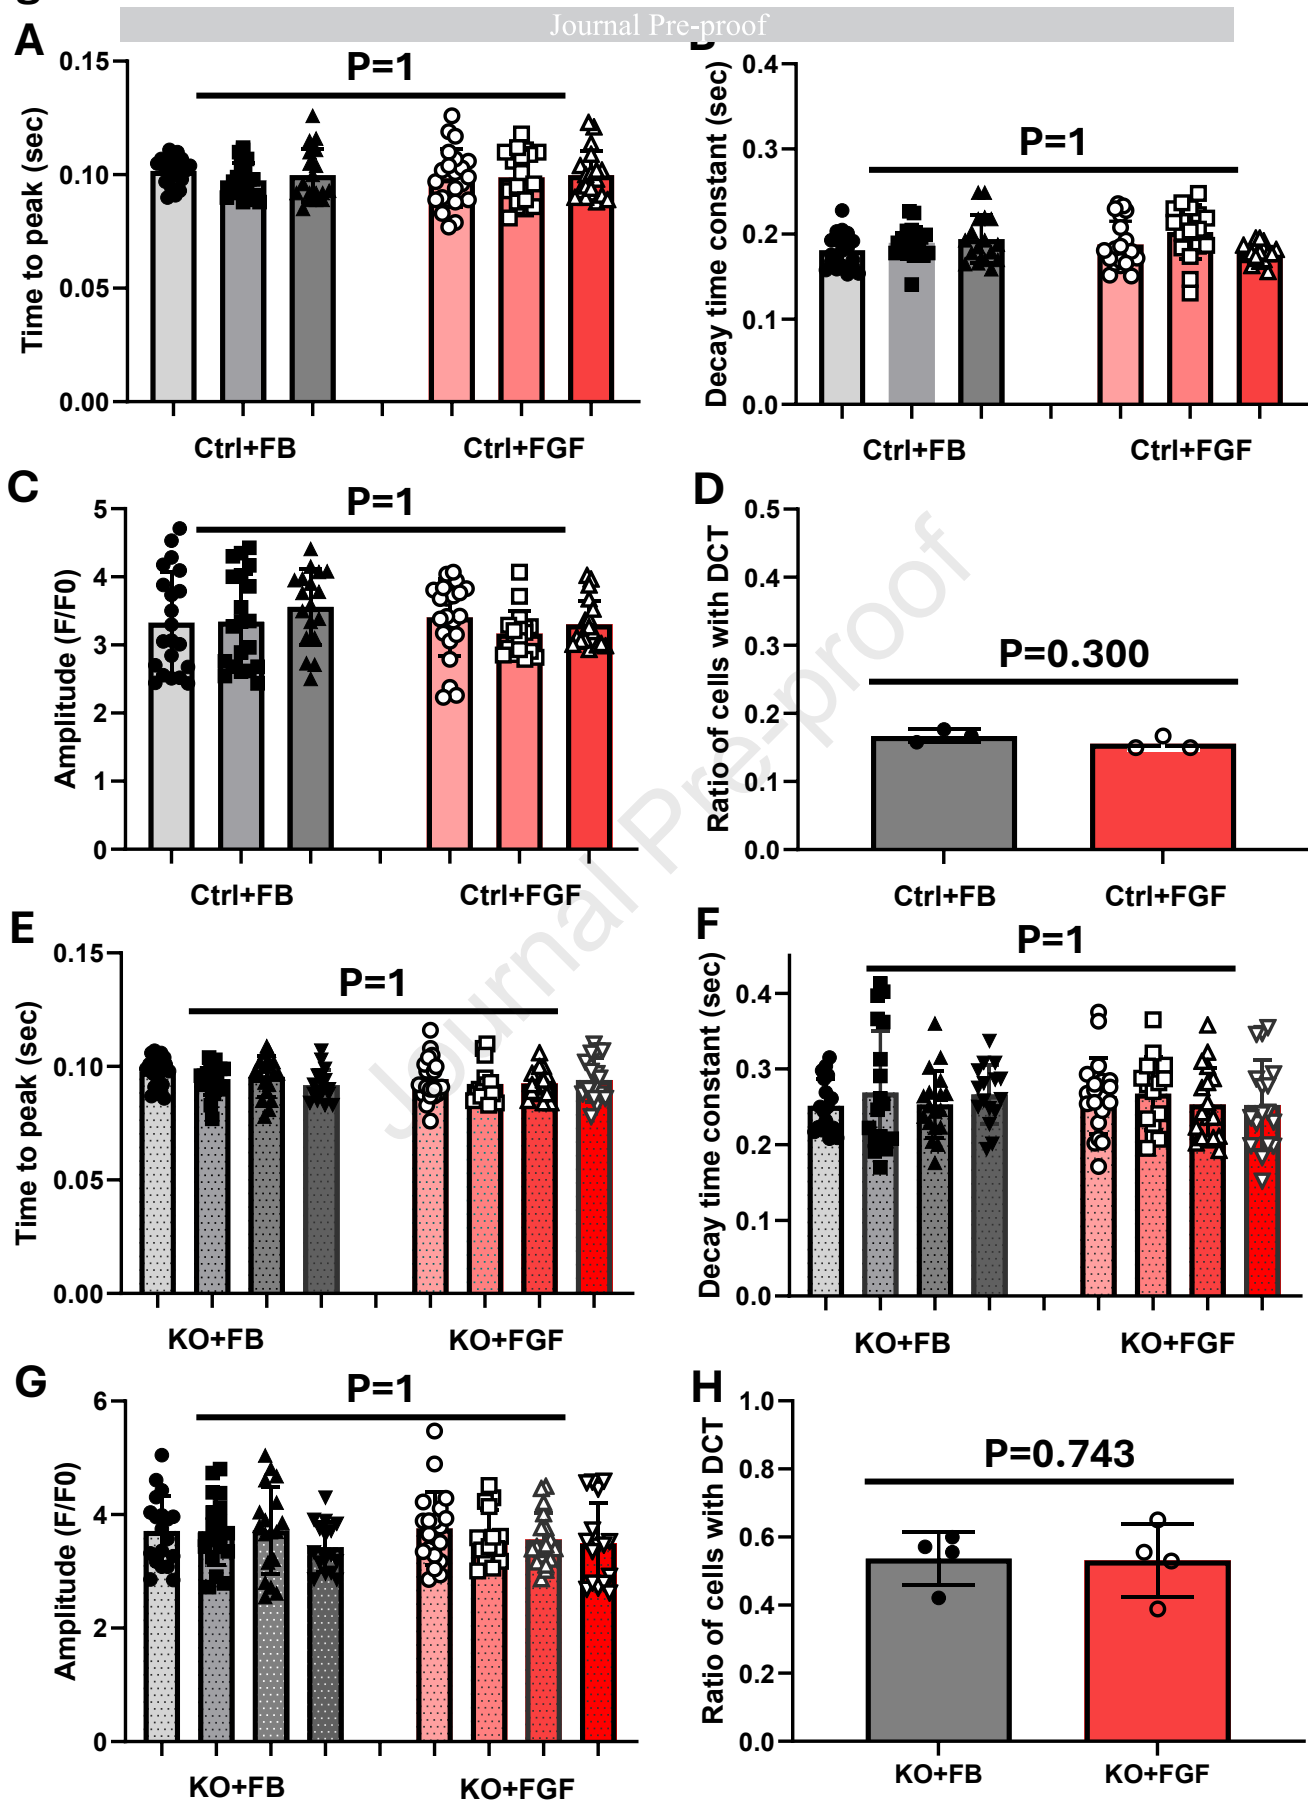 Journal Pre-proof
A
Time to peak (sec)
0.15
0.10
0.05
0.00
P=1
Ctrl+FB
Ctrl+FGF
Decay time constant (sec)
0.4
0.3
0.2
0.1
0.0
P=1
Ctrl+FB
Ctrl+FGF
C
Amplitude (F/F0)
5
4
3
2
1
0
P=1
Ctrl+FB
Ctrl+FGF
D
Ratio of cells with DCT
0.5
0.4
0.3
0.2
0.1
0.0
P=0.300
Ctrl+FB
Ctrl+FGF
Journal Pre-proof
E
Time to peak (sec)
0.15
0.10
0.05
0.00
P=1
KO+FB
KO+FGF
F
Decay time constant (sec)
0.4
0.3
0.2
0.1
0.0
P=1
KO+FB
KO+FGF
G
Amplitude (F/F0)
6
4
2
0
P=1
KO+FB
KO+FGF
H
Ratio of cells with DCT
1.0
0.8
0.6
0.4
0.2
0.0
P=0.743
KO+FB
KO+FGF